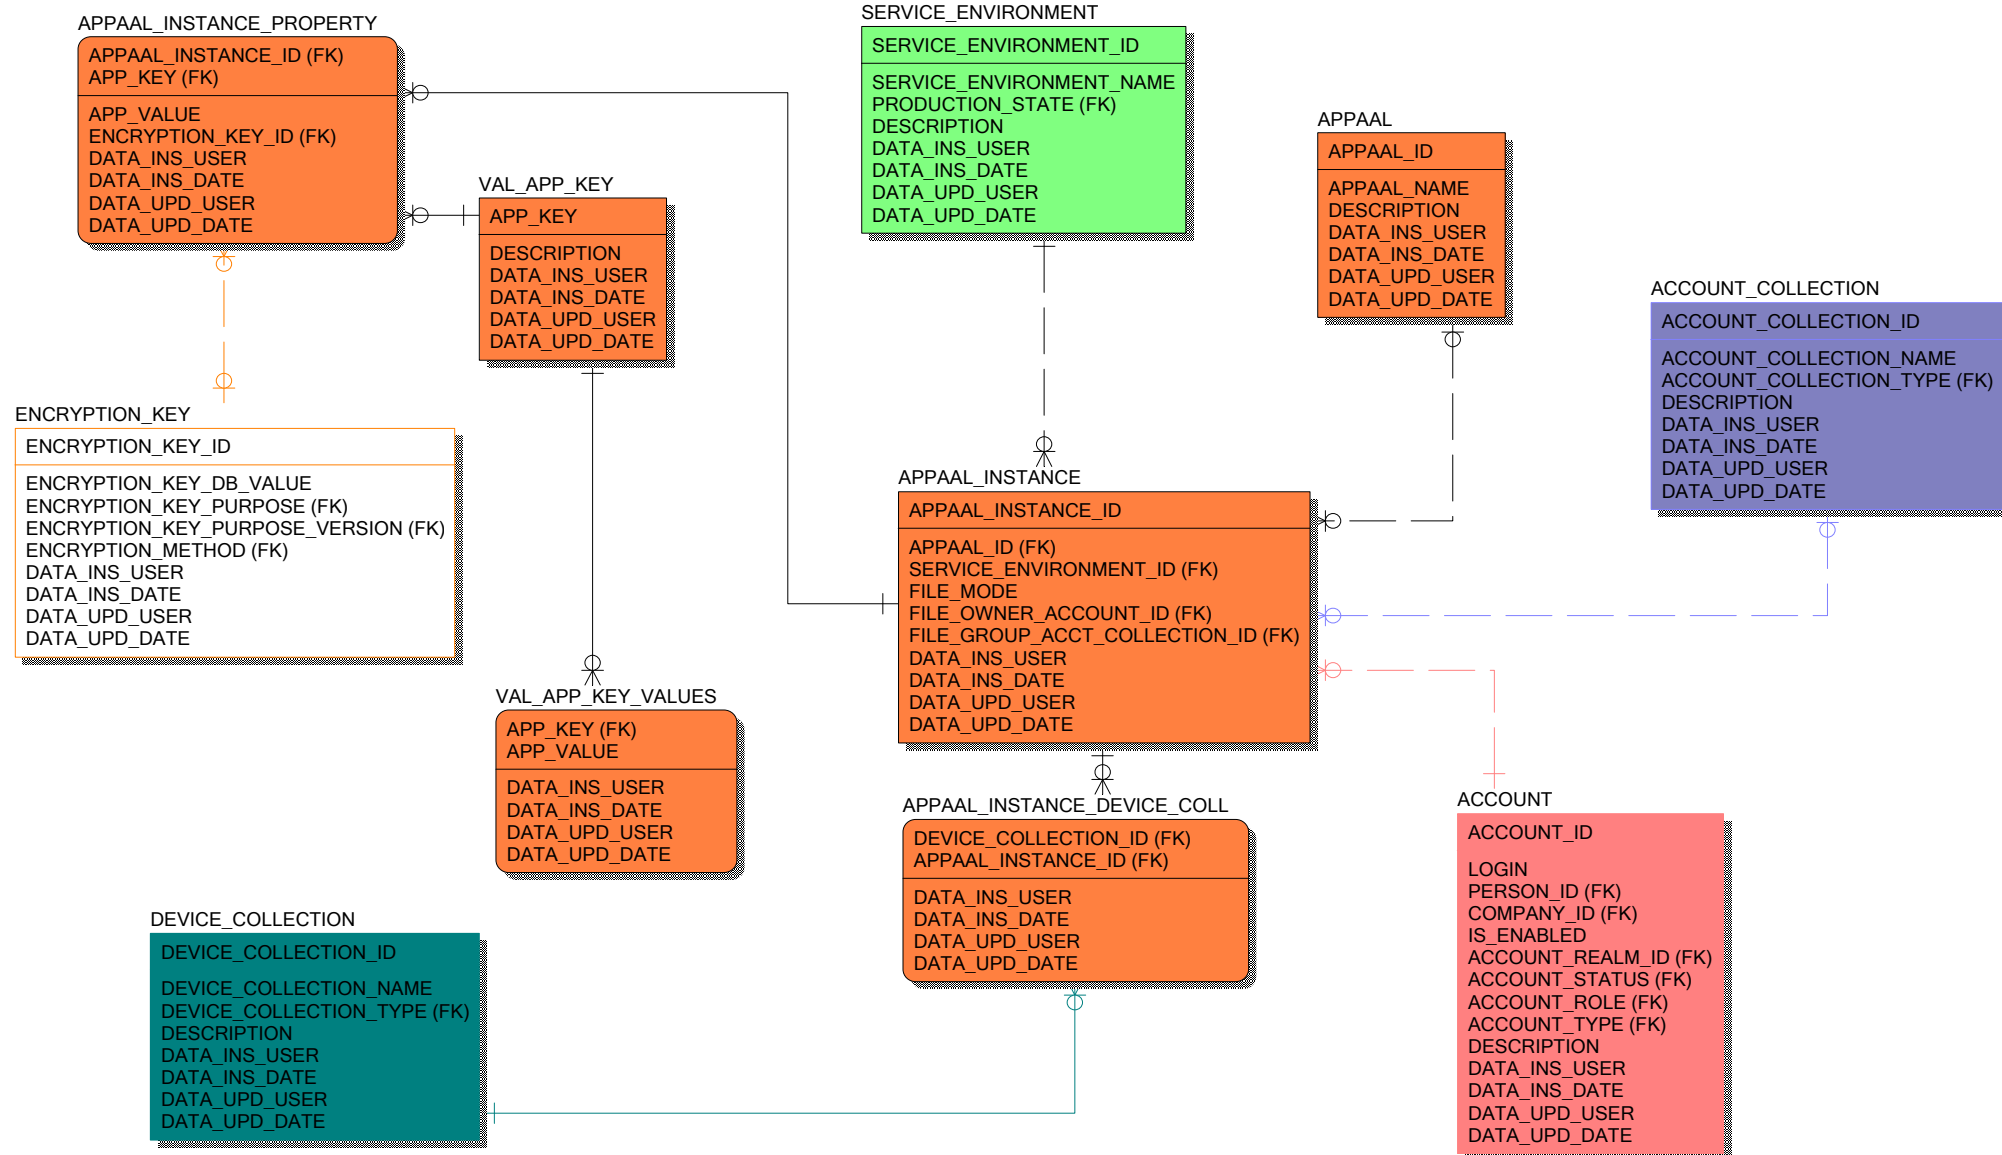 APPAAL_INSTANCE_PROPERTY
APPAAL_INSTANCE_ID (FK)
APP_KEY (FK)
APP_VALUE
ENCRYPTION_KEY_ID (FK)
DATA_INS_USER
DATA_INS_DATE
DATA_UPD_USER
DATA_UPD_DATE
VAL_APP_KEY
APP_KEY
DESCRIPTION
DATA_INS_USER
DATA_INS_DATE
DATA_UPD_USER
DATA_UPD_DATE
SERVICE_ENVIRONMENT
SERVICE_ENVIRONMENT_ID
SERVICE_ENVIRONMENT_NAME
PRODUCTION_STATE (FK)
DESCRIPTION
DATA_INS_USER
DATA_INS_DATE
DATA_UPD_USER
DATA_UPD_DATE
APPAAL
APPAAL_ID
APPAAL_NAME
DESCRIPTION
DATA_INS_USER
DATA_INS_DATE
DATA_UPD_USER
DATA_UPD_DATE
ACCOUNT_COLLECTION
ACCOUNT_COLLECTION_ID
ACCOUNT_COLLECTION_NAME
ACCOUNT_COLLECTION_TYPE (FK)
DESCRIPTION
DATA_INS_USER
DATA_INS_DATE
DATA_UPD_USER
DATA_UPD_DATE
ENCRYPTION_KEY
ENCRYPTION_KEY_ID
ENCRYPTION_KEY_DB_VALUE
ENCRYPTION_KEY_PURPOSE (FK)
ENCRYPTION_KEY_PURPOSE_VERSION (FK)
ENCRYPTION_METHOD (FK)
DATA_INS_USER
DATA_INS_DATE
DATA_UPD_USER
DATA_UPD_DATE
APPAAL_INSTANCE
APPAAL_INSTANCE_ID
APPAAL_ID (FK)
SERVICE_ENVIRONMENT_ID (FK)
FILE_MODE
FILE_OWNER_ACCOUNT_ID (FK)
FILE_GROUP_ACCT_COLLECTION_ID (FK)
DATA_INS_USER
DATA_INS_DATE
DATA_UPD_USER
DATA_UPD_DATE
VAL_APP_KEY_VALUES
APP_KEY (FK)
APP_VALUE
DATA_INS_USER
DATA_INS_DATE
DATA_UPD_USER
DATA_UPD_DATE
APPAAL_INSTANCE_DEVICE_COLL
DEVICE_COLLECTION_ID (FK)
APPAAL_INSTANCE_ID (FK)
DATA_INS_USER
DATA_INS_DATE
DATA_UPD_USER
DATA_UPD_DATE
ACCOUNT
ACCOUNT_ID
LOGIN
PERSON_ID (FK)
COMPANY_ID (FK)
IS_ENABLED
ACCOUNT_REALM_ID (FK)
ACCOUNT_STATUS (FK)
ACCOUNT_ROLE (FK)
ACCOUNT_TYPE (FK)
DESCRIPTION
DATA_INS_USER
DATA_INS_DATE
DATA_UPD_USER
DATA_UPD_DATE
DEVICE_COLLECTION
DEVICE_COLLECTION_ID
DEVICE_COLLECTION_NAME
DEVICE_COLLECTION_TYPE (FK)
DESCRIPTION
DATA_INS_USER
DATA_INS_DATE
DATA_UPD_USER
DATA_UPD_DATE